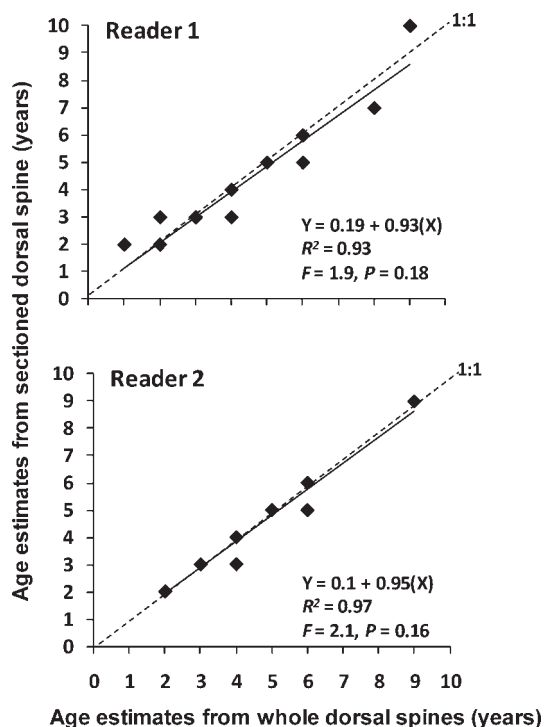 Age estimates from sectioned dorsal spine (years)
Reader 1
1:1
10
9
8
7
6
5
4
3
2
1
0
Y = 0.19 + 0.93(X)
R² = 0.93
F = 1.9, P = 0.18
Reader 2
1:1
10
9
8
7
6
5
4
3
2
1
0
Y = 0.1 + 0.95(X)
R² = 0.97
F = 2.1, P = 0.16
0 1 2 3 4 5 6 7 8 9 10
Age estimates from whole dorsal spines (years)